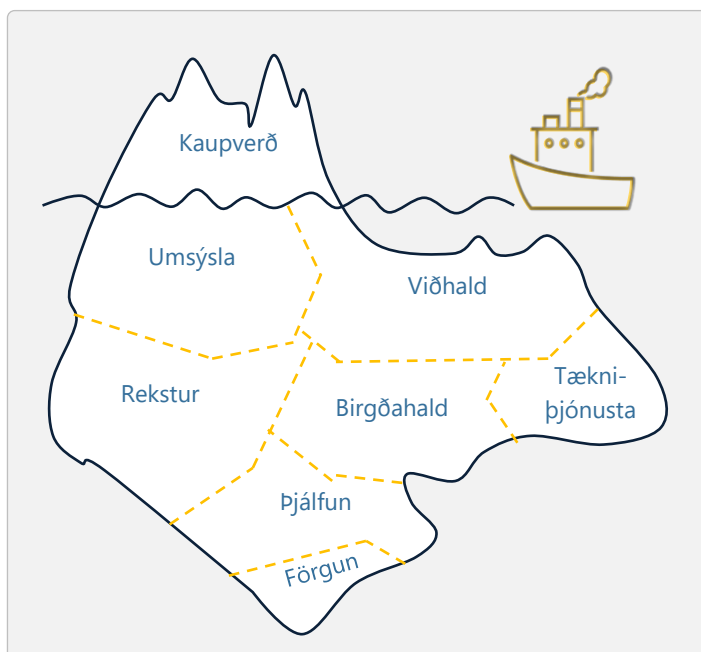 Kaupverð
Umsýsla
Viðhald
Rekstur
Birgðahald
Tækni-
þjónusta
Þjálfun
Förgun